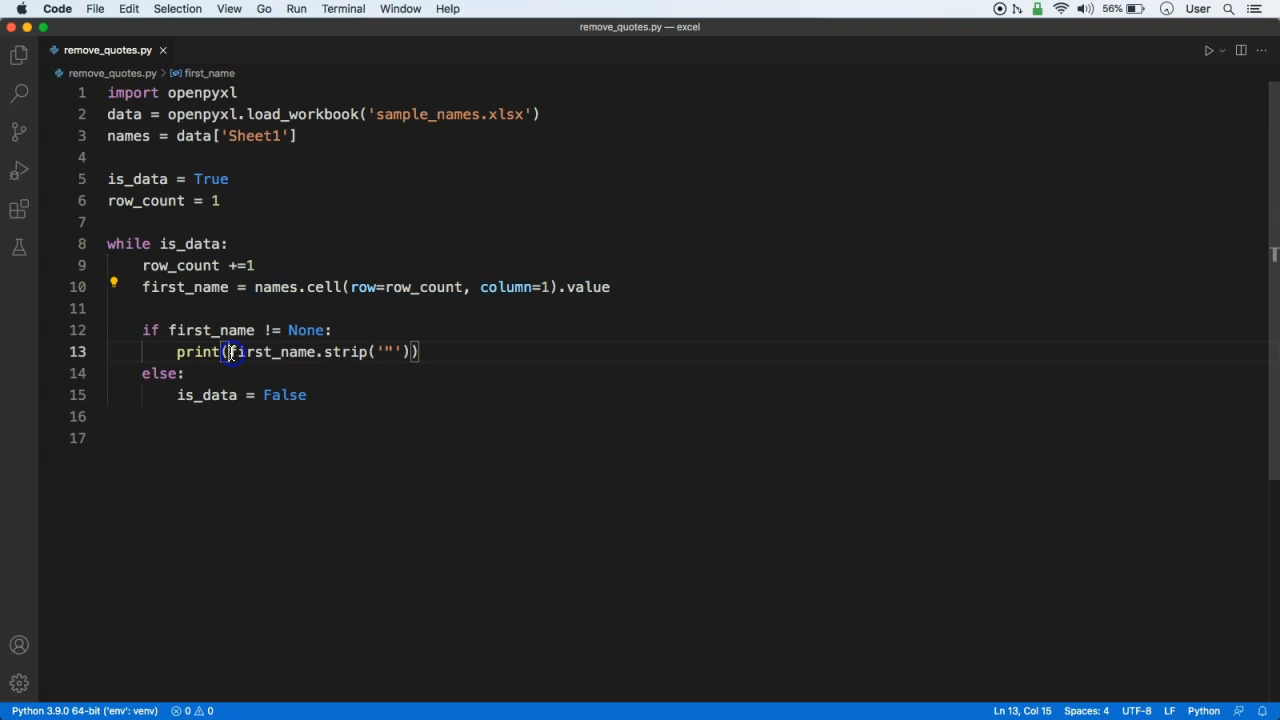 Code File Edit Selection View Go Run Terminal Window Help 56% User
remove_quotes.py — excel
remove_quotes.py
remove_quotes.py > first_name
1 import openpyxl
2 data = openpyxl.load_workbook('sample_names.xlsx')
3 names = data['Sheet1']
4
5 is_data = True
6 row_count = 1
7
8 while is_data:
9 row_count +=1
10 first_name = names.cell(row=row_count, column=1).value
11
12 if first_name != None:
13 print(first_name.strip('"'))
14 else:
15 is_data = False
16
17
Python 3.9.0 64-bit ('env': venv) 0 0 Ln 13, Col 15 Spaces: 4 UTF-8 LF Python